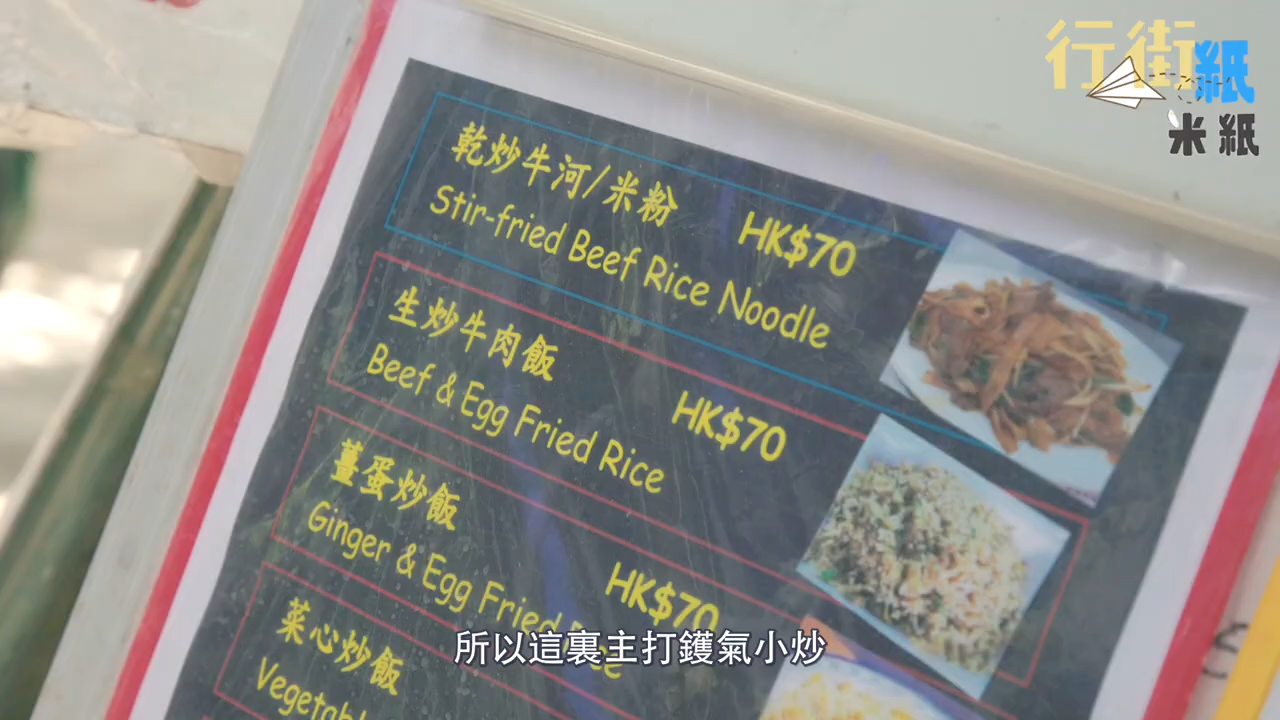 行街紙
米紙
乾炒牛河/米粉
Stir-fried Beef Rice Noodle
HK$70
生炒牛肉飯
Beef & Egg Fried Rice
HK$70
薑蛋炒飯
Ginger & Egg Fried Rice
HK$70
菜心炒飯
所以這裏主打鑊氣小炒